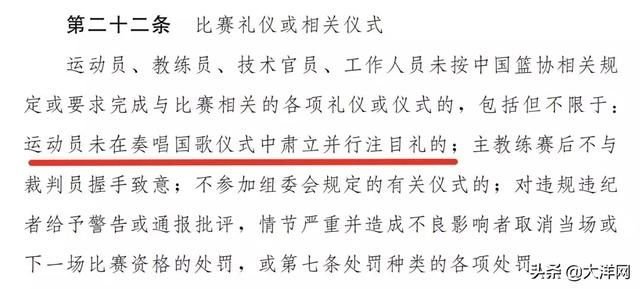 第二十二条 比赛礼仪或相关仪式
运动员、教练员、技术官员、工作人员未按中国篮协相关规
定或要求完成与比赛相关的各项礼仪或仪式的，包括但不限于：
运动员未在奏唱国歌仪式中肃立并行注目礼的；主教练赛后不与
裁判员握手致意；不参加组委会规定的有关仪式的；对违规违纪
者给予警告或通报批评，情节严重并造成不良影响者取消当场或
下一场比赛资格的处罚，或第七条处罚种类的各项处罚
头条 @大洋网